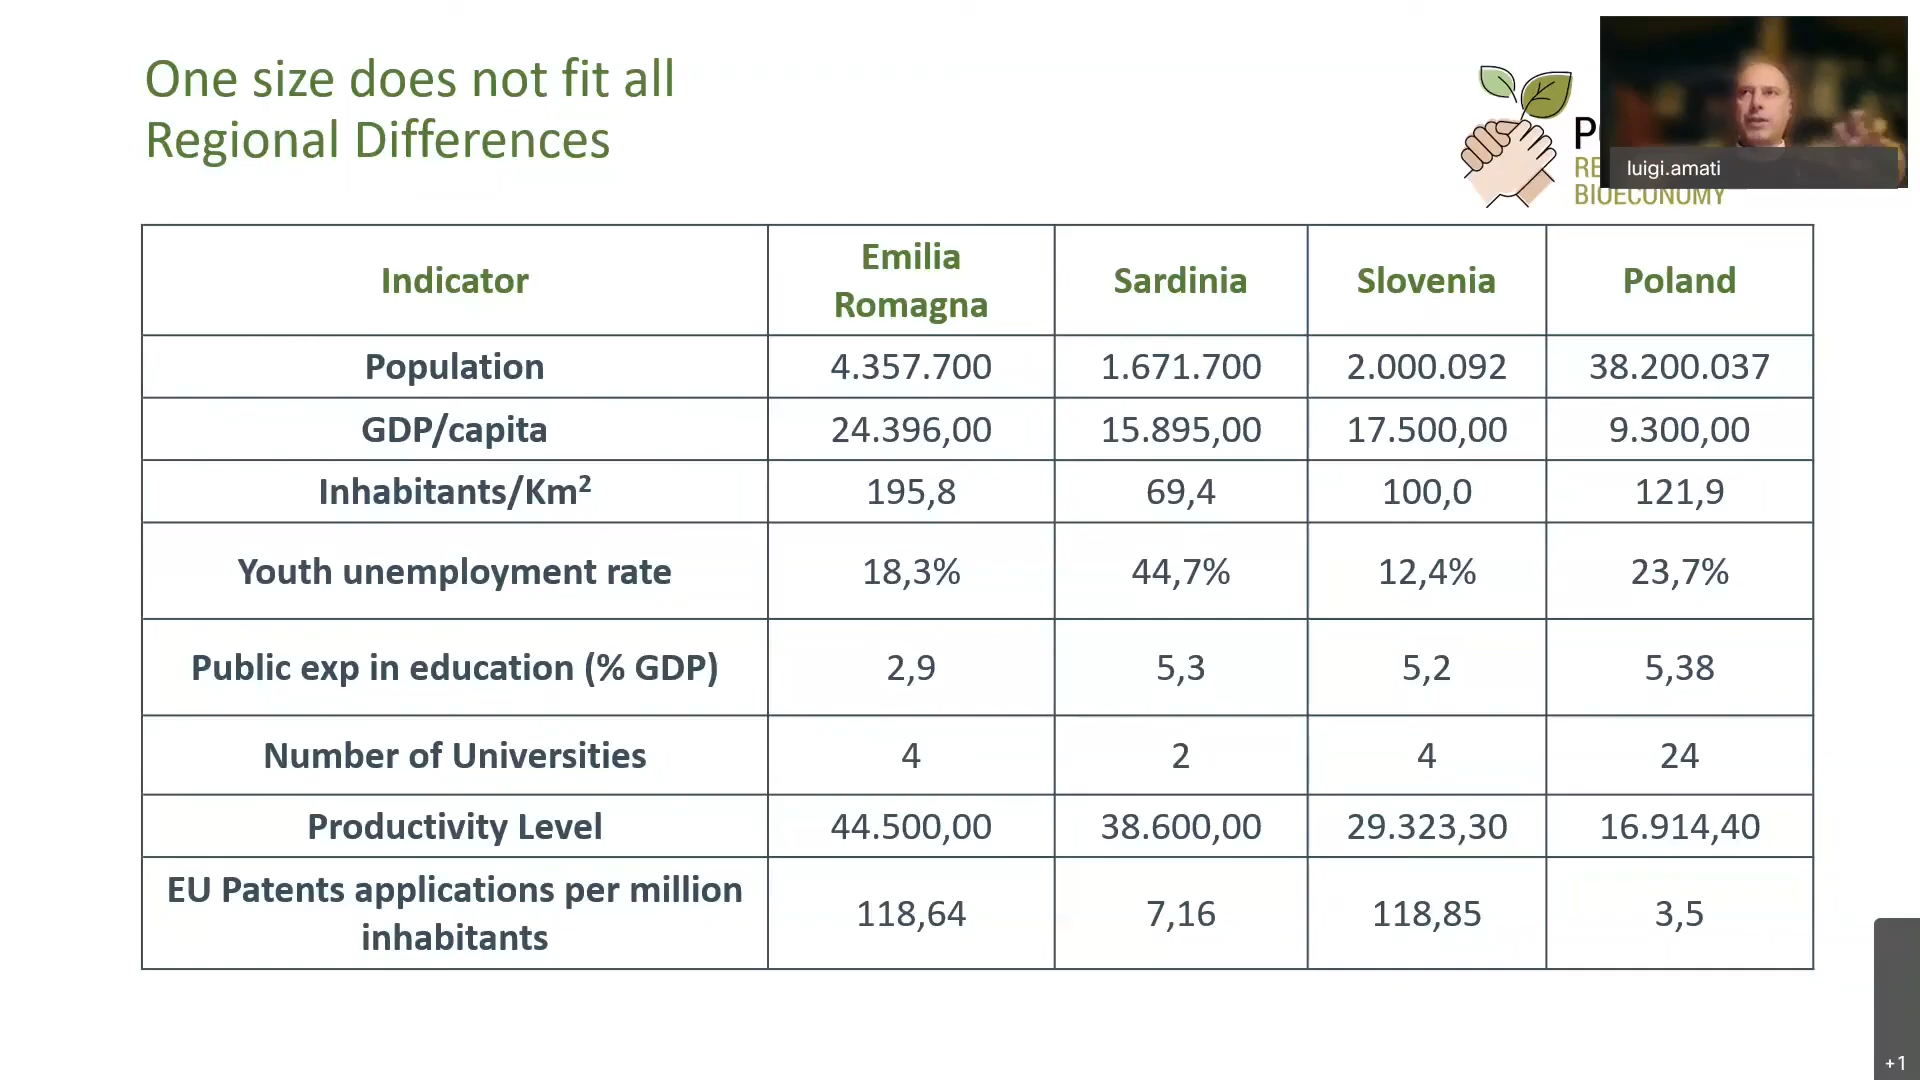 One size does not fit all
Regional Differences
RE
BIOECONOMY
luigi.amati
Indicator
Emilia
Romagna
Sardinia
Slovenia
Poland
Population
4.357.700
1.671.700
2.000.092
38.200.037
GDP/capita
24.396,00
15.895,00
17.500,00
9.300,00
Inhabitants/Km²
195,8
69,4
100,0
121,9
Youth unemployment rate
18,3%
44,7%
12,4%
23,7%
Public exp in education (% GDP)
2,9
5,3
5,2
5,38
Number of Universities
4
2
4
24
Productivity Level
44.500,00
38.600,00
29.323,30
16.914,40
EU Patents applications per million
inhabitants
118,64
7,16
118,85
3,5
+1